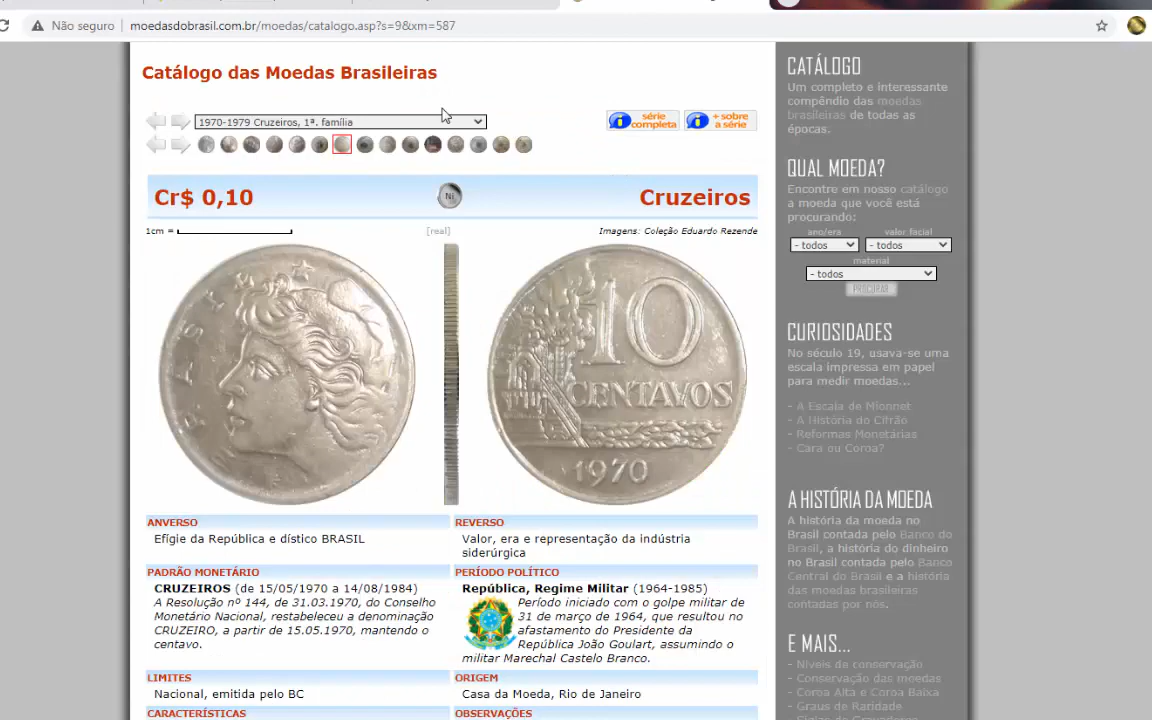 Não seguro
moedasdobrasil.com.br/moedas/catalogo.asp?s=9&xm=587
Catálogo das Moedas Brasileiras
1970-1979 Cruzeiros, 1ª. família
série completa
+ sobre a série
Cr$ 0,10
Ni
Cruzeiros
1cm =
[real]
Imagens: Coleção Eduardo Rezende
BRASIL
10
CENTAVOS
1970
ANVERSO
Efígie da República e dístico BRASIL
REVERSO
Valor, era e representação da indústria
siderúrgica
PADRÃO MONETÁRIO
CRUZEIROS (de 15/05/1970 a 14/08/1984)
A Resolução nº 144, de 31.03.1970, do Conselho
Monetário Nacional, restabeleceu a denominação
CRUZEIRO, a partir de 15.05.1970, mantendo o
centavo.
PERÍODO POLÍTICO
República, Regime Militar (1964-1985)
Período iniciado com o golpe militar de
31 de março de 1964, que resultou no
afastamento do Presidente da
República João Goulart, assumindo o
militar Marechal Castelo Branco.
LIMITES
Nacional, emitida pelo BC
ORIGEM
Casa da Moeda, Rio de Janeiro
CARACTERÍSTICAS
OBSERVAÇÕES
CATÁLOGO
Um completo e interessante
compêndio das moedas
brasileiras de todas as
épocas.
QUAL MOEDA?
Encontre em nosso catálogo
a moeda que você está
procurando:
ano/era
valor facial
- todos
- todos
material
- todos
PROCURAR
CURIOSIDADES
No século 19, usava-se uma
escala impressa em papel
para medir moedas...
- A Escala de Mionnet
- A História do Cifrão
- Reformas Monetárias
- Cara ou Coroa?
A HISTÓRIA DA MOEDA
A história da moeda no
Brasil contada pelo Banco do
Brasil, a história do dinheiro
no Brasil contada pelo Banco
Central do Brasil e a história
das moedas brasileiras
contadas por nós.
E MAIS...
- Níveis de conservação
- Conservação das moedas
- Coroa Alta e Coroa Baixa
- Graus de Raridade